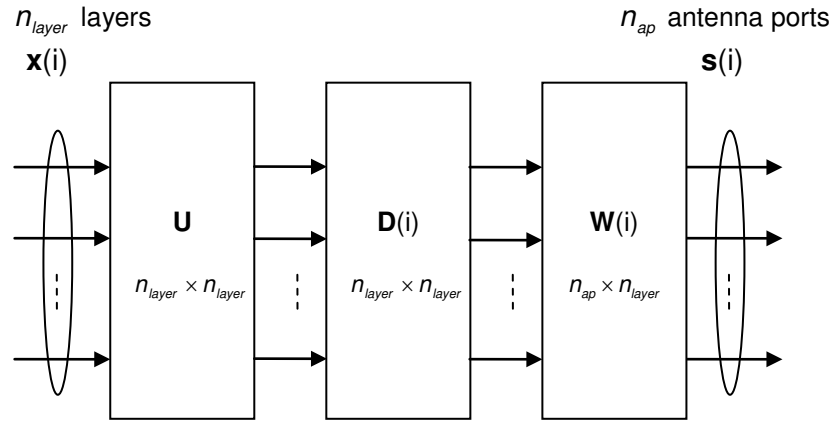 n_layer layers
n_ap antenna ports
x(i)
s(i)
U
D(i)
W(i)
n_layer × n_layer
n_layer × n_layer
n_ap × n_layer